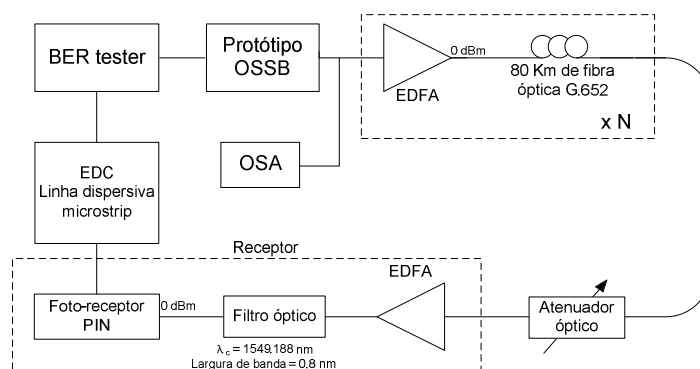 BER tester
Protótipo
OSSB
EDFA
0 dBm
80 Km de fibra
óptica G.652
x N
OSA
EDC
Linha dispersiva
microstrip
Receptor
EDFA
Foto-receptor
PIN
0 dBm
Filtro óptico
λc = 1549,188 nm
Largura de banda = 0,8 nm
Atenuador
óptico